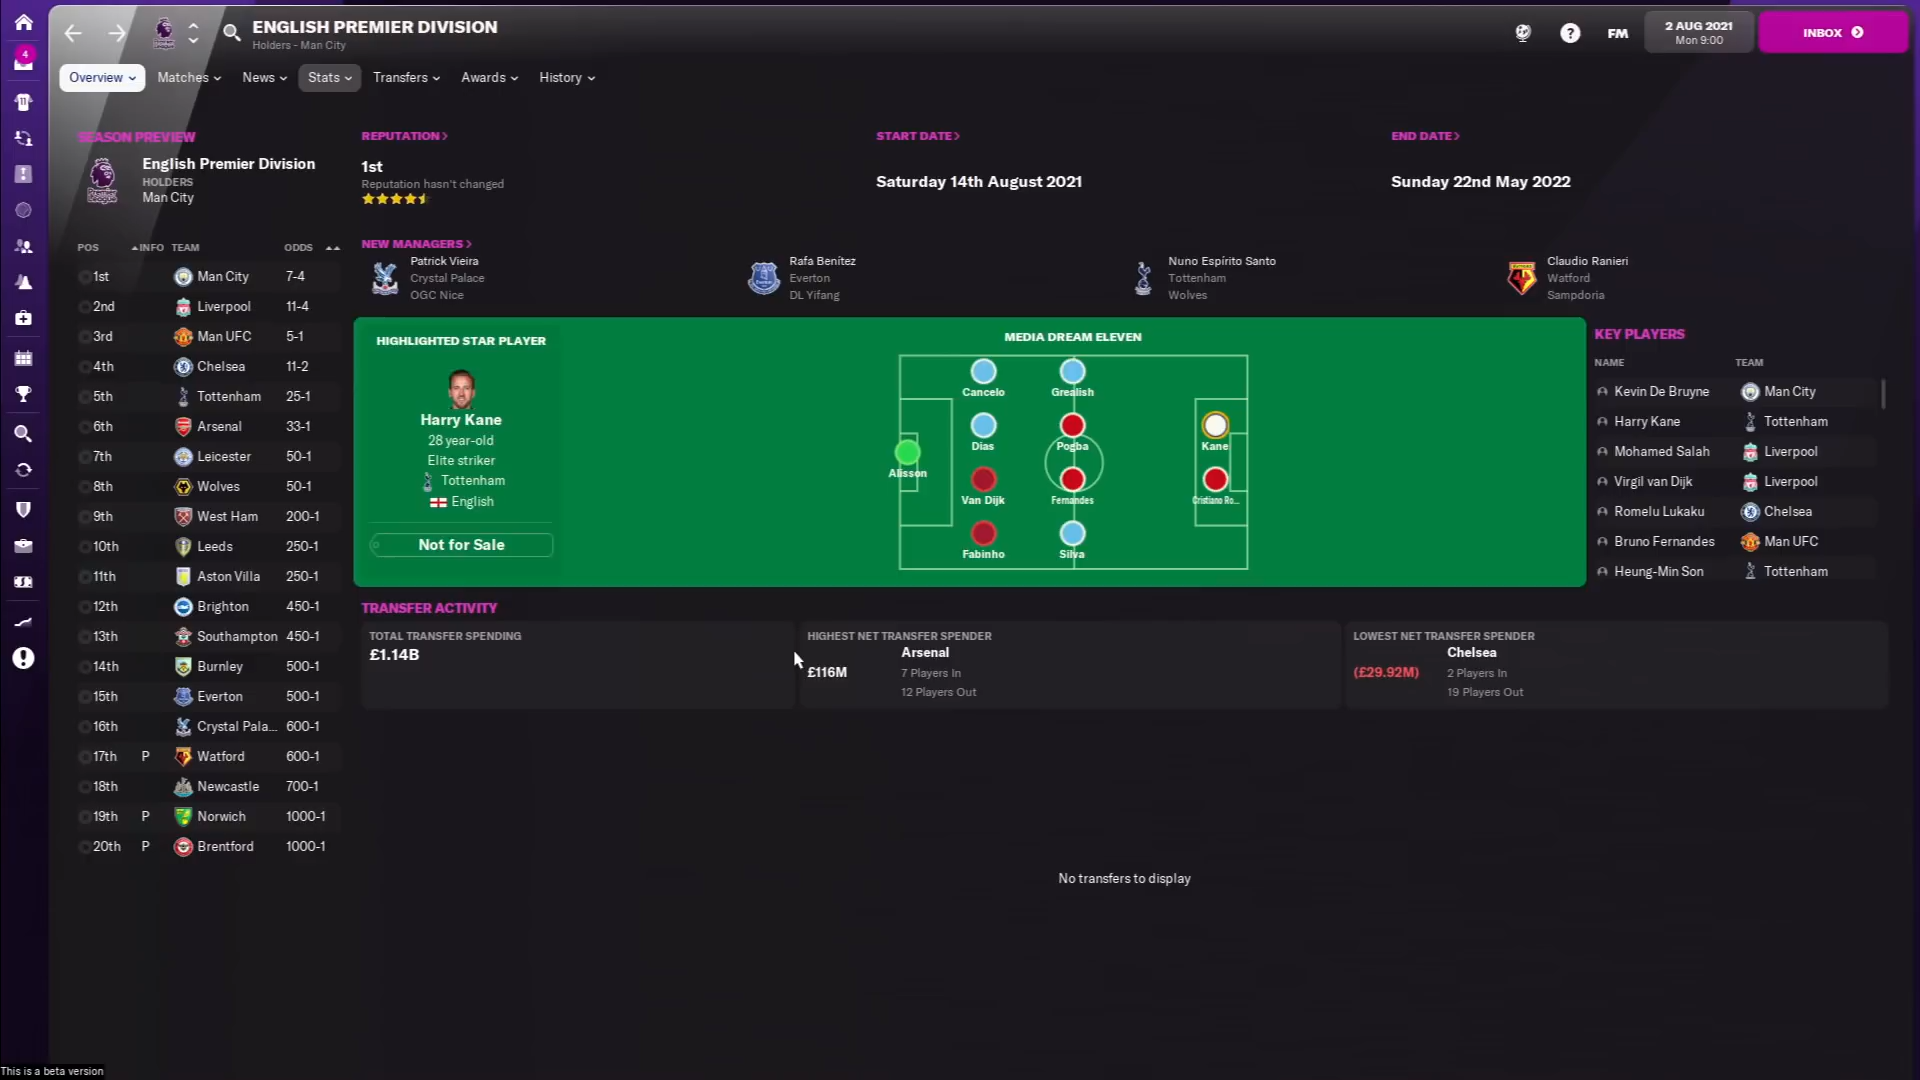 ENGLISH PREMIER DIVISION
Holders - Man City
FM
2 AUG 2021
Mon 9:00
INBOX
4
Overview
Matches
News
Stats
Transfers
Awards
History
SEASON PREVIEW
English Premier Division
HOLDERS
Man City
REPUTATION
1st
Reputation hasn't changed
START DATE
Saturday 14th August 2021
END DATE
Sunday 22nd May 2022
NEW MANAGERS
Patrick Vieira
Crystal Palace
OGC Nice
Rafa Benítez
Everton
DL Yifang
Nuno Espírito Santo
Tottenham
Wolves
Claudio Ranieri
Watford
Sampdoria
POS INFO TEAM ODDS
1st Man City 7-4
2nd Liverpool 11-4
3rd Man UFC 5-1
4th Chelsea 11-2
5th Tottenham 25-1
6th Arsenal 33-1
7th Leicester 50-1
8th Wolves 50-1
9th West Ham 200-1
10th Leeds 250-1
11th Aston Villa 250-1
12th Brighton 450-1
13th Southampton 450-1
14th Burnley 500-1
15th Everton 500-1
16th Crystal Pala... 600-1
17th P Watford 600-1
18th Newcastle 700-1
19th P Norwich 1000-1
20th P Brentford 1000-1
HIGHLIGHTED STAR PLAYER
Harry Kane
28 year-old
Elite striker
Tottenham
English
Not for Sale
MEDIA DREAM ELEVEN
Cancelo
Grealish
Dias
Pogba
Kane
Alisson
Van Dijk
Fernandes
Cristiano Ro...
Fabinho
Silva
KEY PLAYERS
NAME TEAM
Kevin De Bruyne Man City
Harry Kane Tottenham
Mohamed Salah Liverpool
Virgil van Dijk Liverpool
Romelu Lukaku Chelsea
Bruno Fernandes Man UFC
Heung-Min Son Tottenham
TRANSFER ACTIVITY
TOTAL TRANSFER SPENDING
£1.14B
HIGHEST NET TRANSFER SPENDER
Arsenal
£116M
7 Players In
12 Players Out
LOWEST NET TRANSFER SPENDER
Chelsea
(£29.92M)
2 Players In
19 Players Out
No transfers to display
This is a beta version